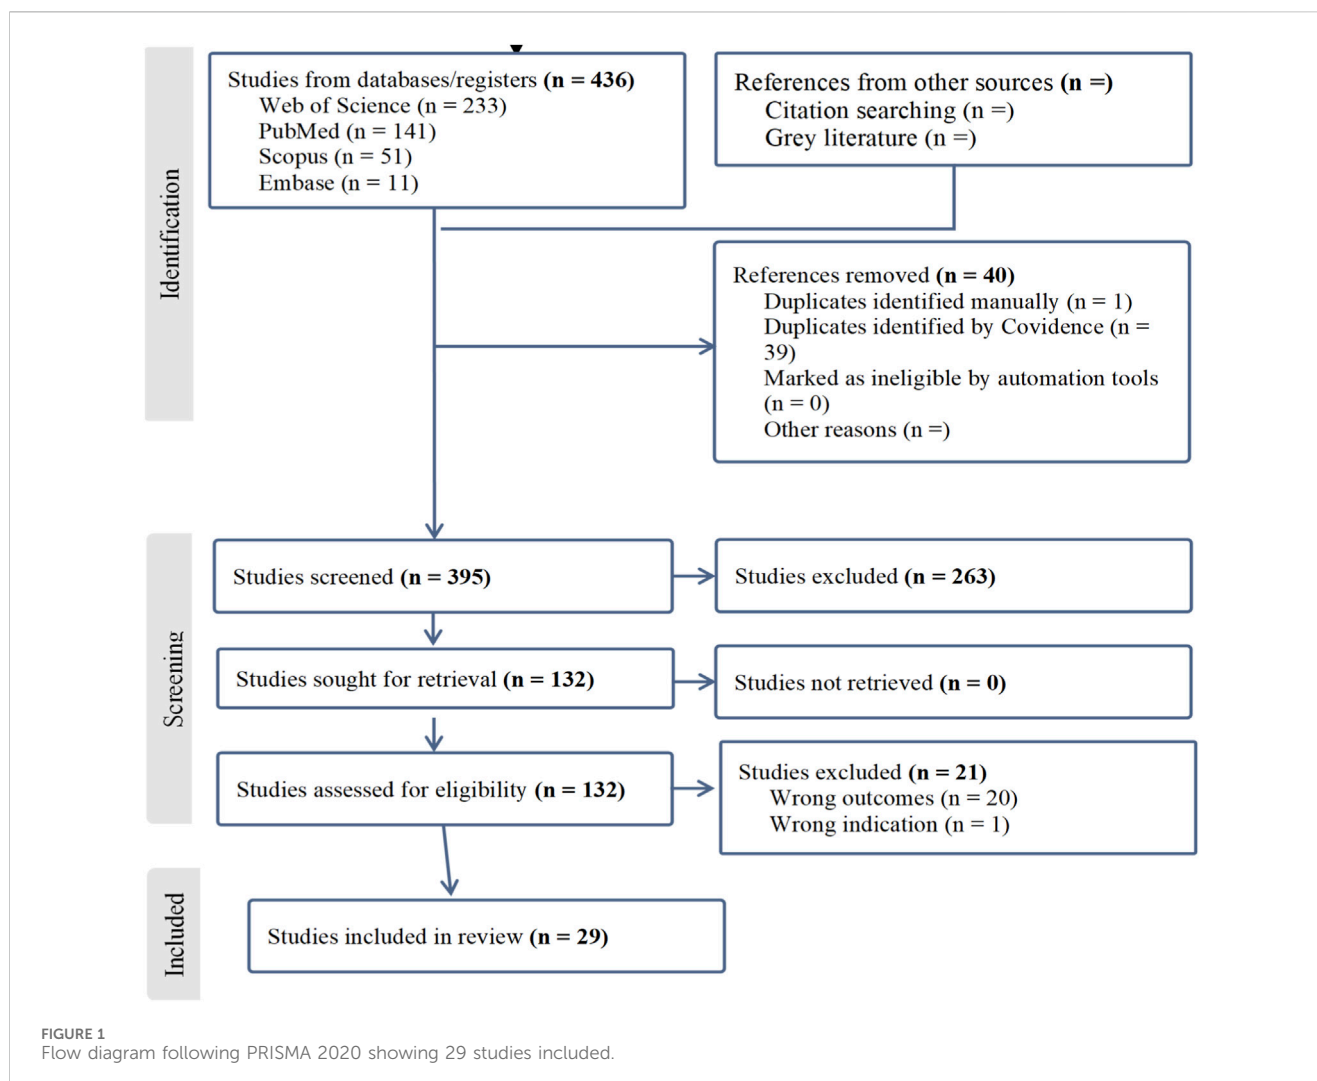 Identification
Studies from databases/registers (n = 436)
Web of Science (n = 233)
PubMed (n = 141)
Scopus (n = 51)
Embase (n = 11)
References from other sources (n =)
Citation searching (n =)
Grey literature (n =)
References removed (n = 40)
Duplicates identified manually (n = 1)
Duplicates identified by Covidence (n =
39)
Marked as ineligible by automation tools
(n = 0)
Other reasons (n =)
Screening
Studies screened (n = 395)
Studies excluded (n = 263)
Studies sought for retrieval (n = 132)
Studies not retrieved (n = 0)
Studies assessed for eligibility (n = 132)
Studies excluded (n = 21)
Wrong outcomes (n = 20)
Wrong indication (n = 1)
Included
Studies included in review (n = 29)
FIGURE 1
Flow diagram following PRISMA 2020 showing 29 studies included.